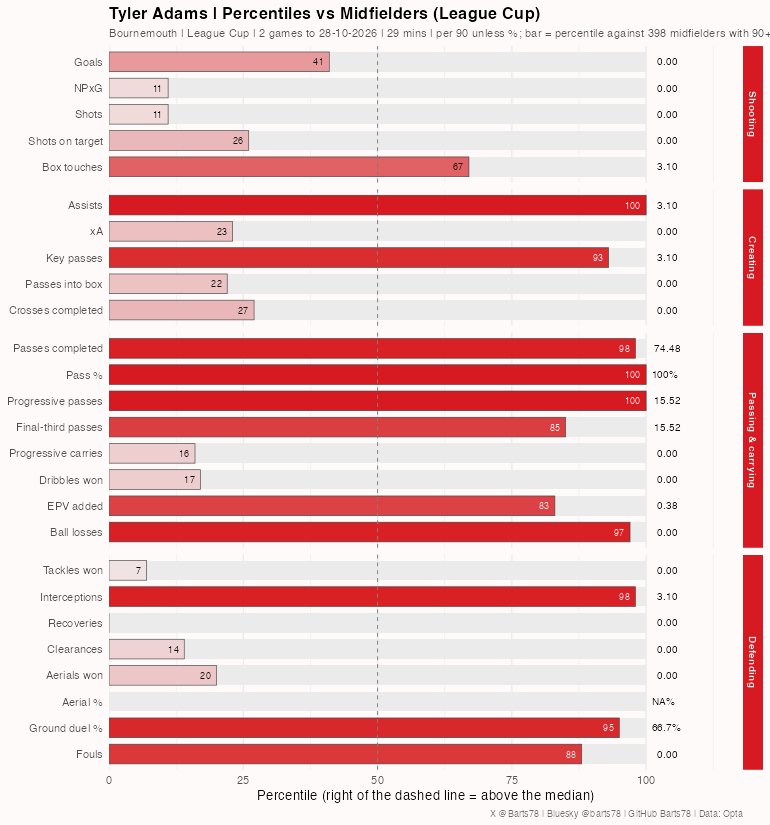 Tyler Adams | Percentiles vs Midfielders (League Cup)
Bournemouth | League Cup | 2 games to 28-10-2026 | 29 mins | per 90 unless %; bar = percentile against 398 midfielders with 90+
Shooting
Goals 41 0.00
NPxG 11 0.00
Shots 11 0.00
Shots on target 26 0.00
Box touches 67 3.10
Creating
Assists 100 3.10
xA 23 0.00
Key passes 93 3.10
Passes into box 22 0.00
Crosses completed 27 0.00
Passing & carrying
Passes completed 98 74.48
Pass % 100 100%
Progressive passes 100 15.52
Final-third passes 85 15.52
Progressive carries 16 0.00
Dribbles won 17 0.00
EPV added 83 0.38
Ball losses 97 0.00
Defending
Tackles won 7 0.00
Interceptions 98 3.10
Recoveries 0.00
Clearances 14 0.00
Aerials won 20 0.00
Aerial % NA%
Ground duel % 95 66.7%
Fouls 88 0.00
0 25 50 75 100
Percentile (right of the dashed line = above the median)
X @Barts78 | Bluesky @barts78 | GitHub Barts78 | Data: Opta